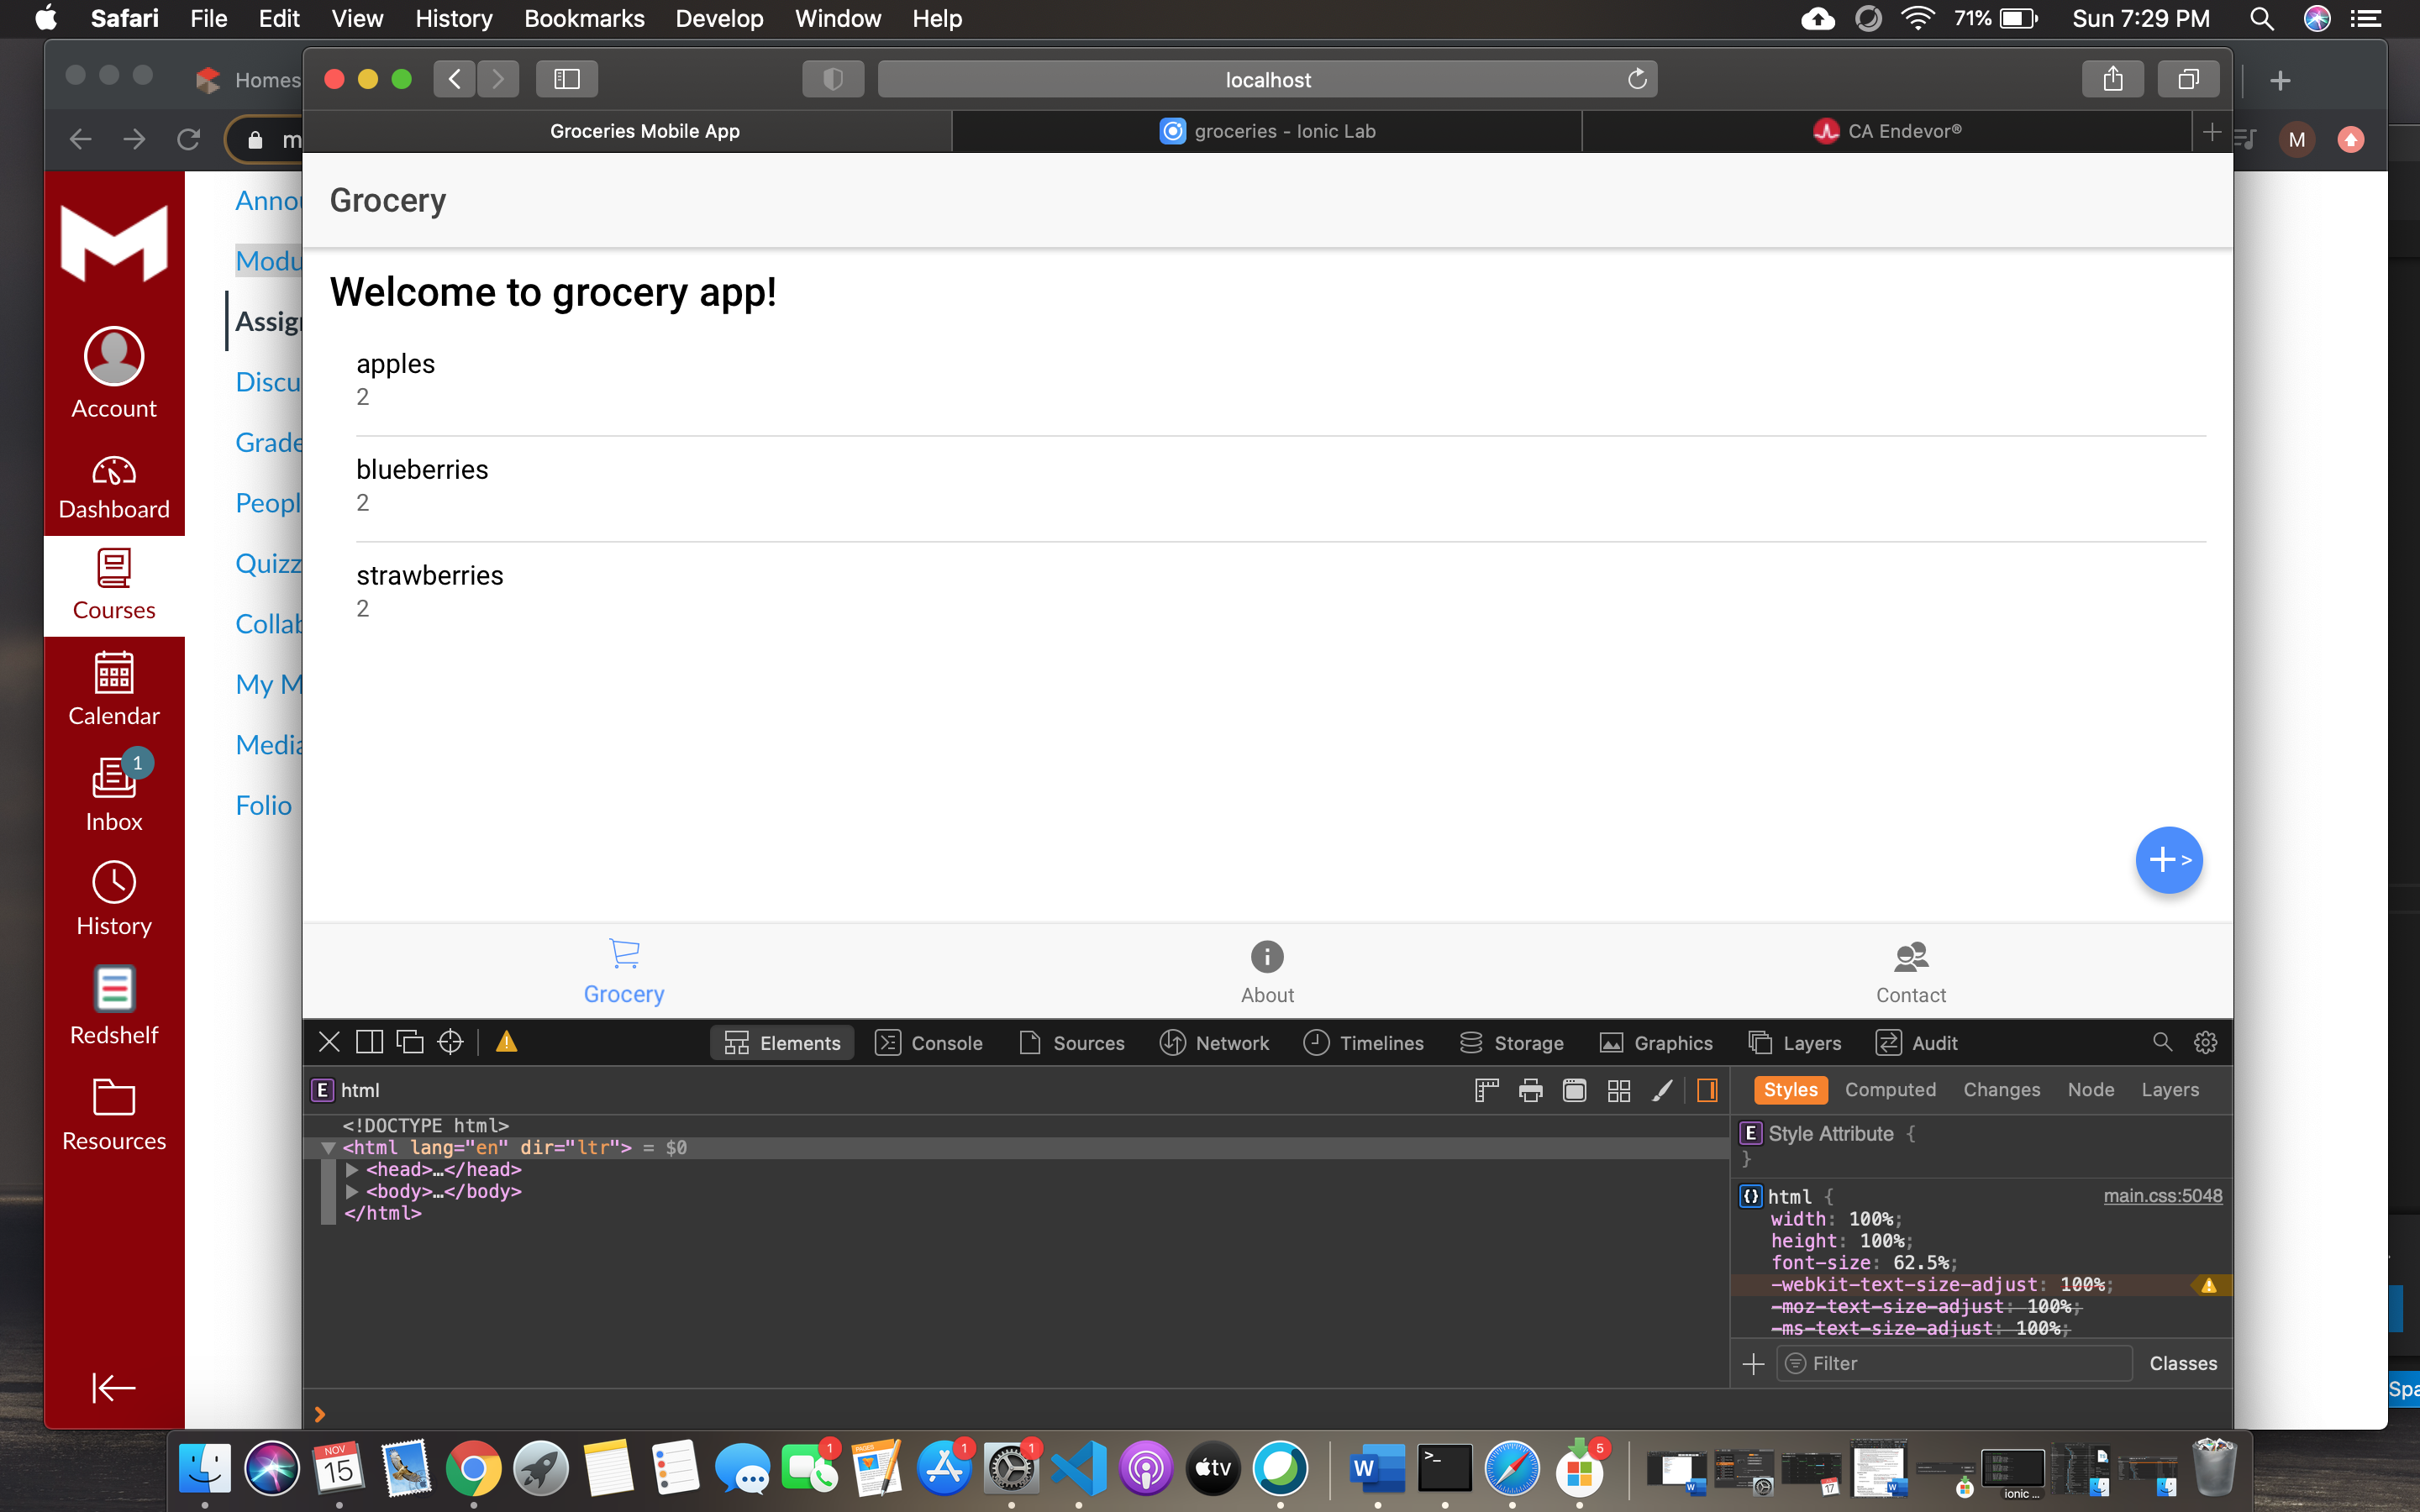 Safari File Edit View History Bookmarks Develop Window Help 71% Sun 7:29 PM
Homes
localhost
m
Groceries Mobile App
groceries - Ionic Lab
CA Endevor®
M
Account
Dashboard
Courses
Calendar
1
Inbox
History
Redshelf
Resources
Annou
Modu
Assig
Discu
Grade
Peopl
Quizz
Collab
My M
Media
Folio
Grocery
Welcome to grocery app!
apples
2
blueberries
2
strawberries
2
+ >
Grocery
About
Contact
Elements Console Sources Network Timelines Storage Graphics Layers Audit
E html
Styles Computed Changes Node Layers
<!DOCTYPE html>
<html lang="en" dir="ltr"> = $0
<head>…</head>
<body>…</body>
</html>
E Style Attribute {
}
{} html { main.css:5048
width: 100%;
height: 100%;
font-size: 62.5%;
-webkit-text-size-adjust: 100%;
-moz-text-size-adjust: 100%;
-ms-text-size-adjust: 100%;
Filter
Classes
Spa
NOV
15
1
PAGES
1
1
tv
W
>_
5
W
17
W
ionic ...